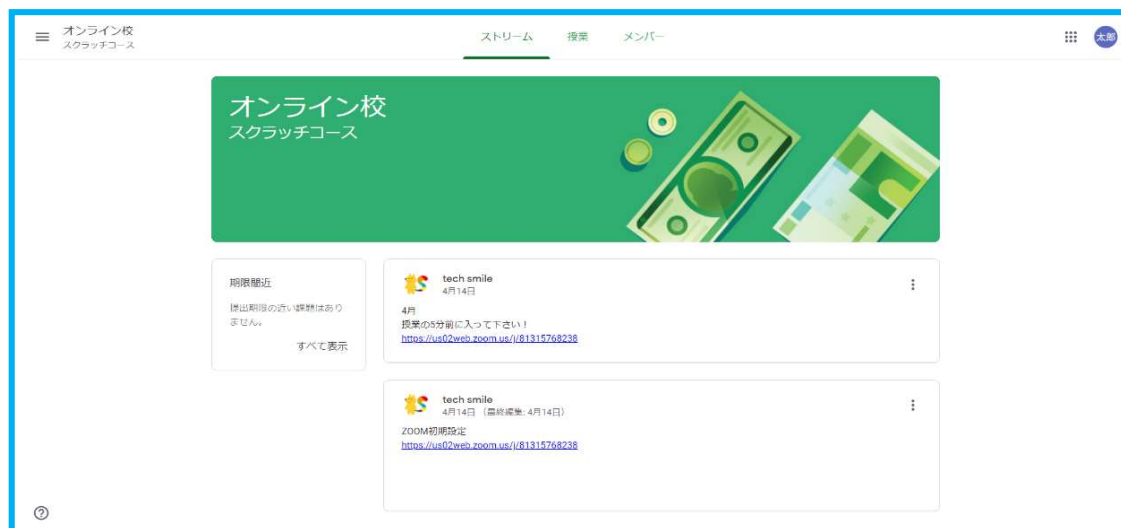 オンライン校
スクラッチコース
ストリーム
授業
メンバー
太郎
オンライン校
スクラッチコース
期限間近
提出期限の近い課題はあり
ません。
すべて表示
tech smile
4月14日
4月
授業の5分前に入って下さい！
https://us02web.zoom.us/j/81315768238
tech smile
4月14日 （最終編集: 4月14日）
ZOOM初期設定
https://us02web.zoom.us/j/81315768238